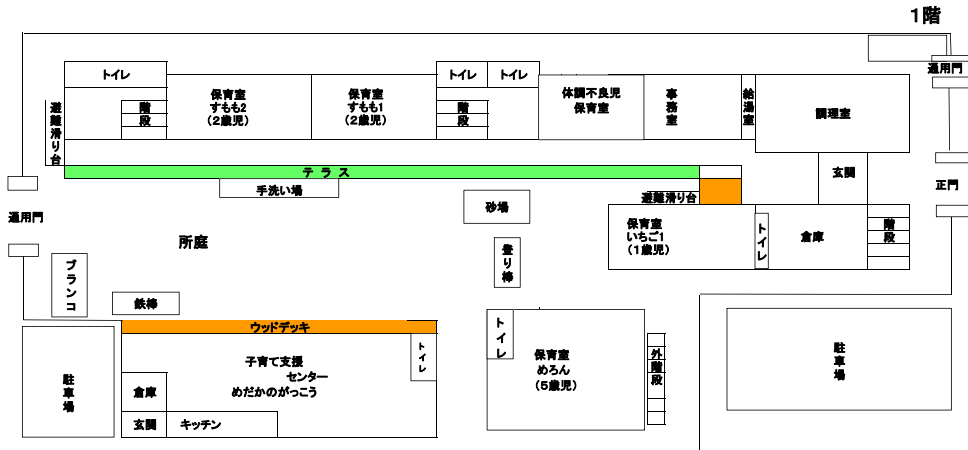 1階
通用門
トイレ
トイレ
トイレ
避難滑り台
階段
保育室
すもも2
(2歳児)
保育室
すもも1
(2歳児)
階段
体調不良児
保育室
事務室
給湯室
調理室
テラス
手洗い場
玄関
正門
避難滑り台
砂場
通用門
所庭
保育室
いちご1
(1歳児)
トイレ
倉庫
階段
登り棒
ブランコ
鉄棒
ウッドデッキ
トイレ
子育て支援
センター
めだかのがっこう
駐車場
倉庫
玄関
キッチン
トイレ
保育室
めろん
(5歳児)
外階段
駐車場